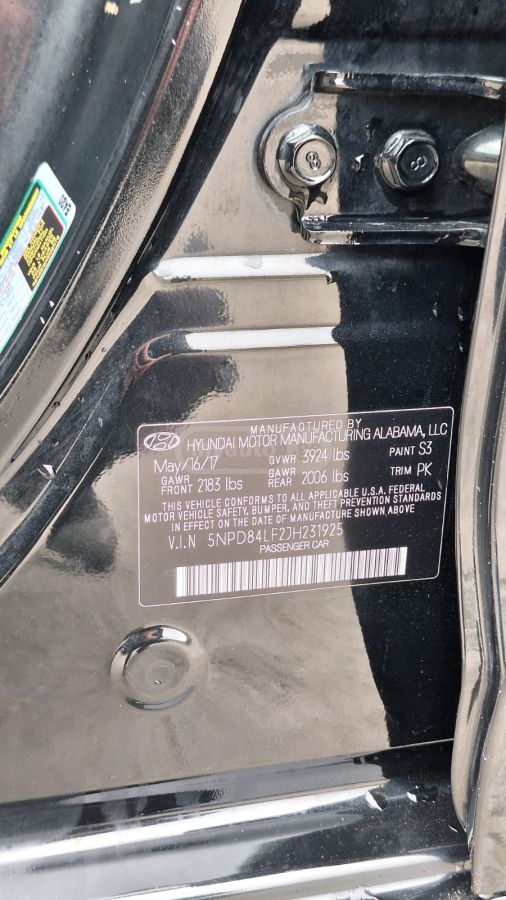 MANUFACTURED BY
HYUNDAI MOTOR MANUFACTURING ALABAMA, LLC
May/16/17 GVWR 3924 lbs PAINT S3
GAWR FRONT 2183 lbs GAWR REAR 2006 lbs TRIM PK
THIS VEHICLE CONFORMS TO ALL APPLICABLE U.S.A. FEDERAL
MOTOR VEHICLE SAFETY, BUMPER, AND THEFT PREVENTION STANDARDS
IN EFFECT ON THE DATE OF MANUFACTURE SHOWN ABOVE
V.I.N 5NPD84LF2JH231925
PASSENGER CAR
8
8